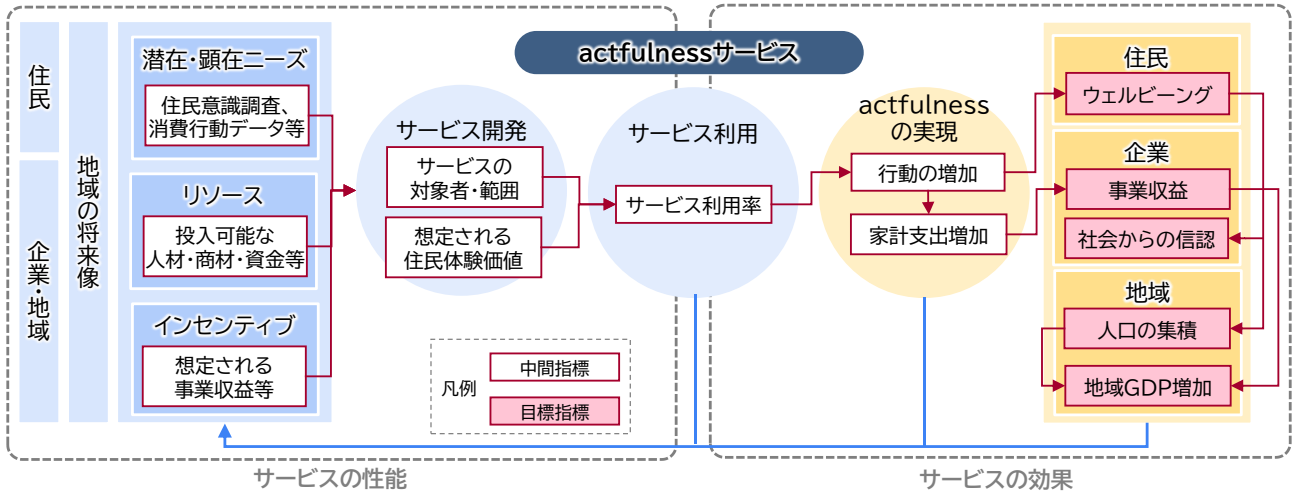 actfulnessサービス
住民
企業・地域
地域の将来像
潜在・顕在ニーズ
住民意識調査、
消費行動データ等
リソース
投入可能な
人材・商材・資金等
インセンティブ
想定される
事業収益等
サービス開発
サービスの
対象者・範囲
想定される
住民体験価値
サービス利用
サービス利用率
actfulness
の実現
行動の増加
家計支出増加
住民
ウェルビーング
企業
事業収益
社会からの信認
地域
人口の集積
地域GDP増加
凡例
中間指標
目標指標
サービスの性能
サービスの効果